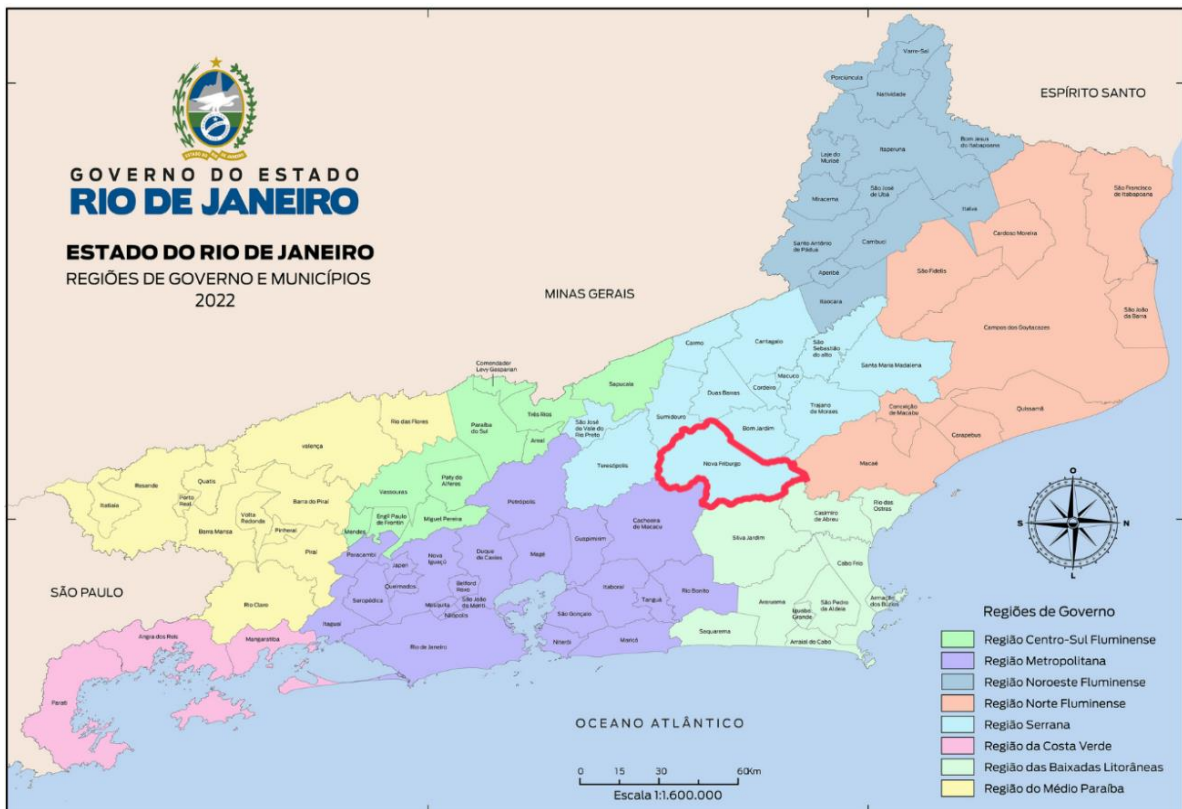 GOVERNO DO ESTADO
RIO DE JANEIRO
ESTADO DO RIO DE JANEIRO
REGIÕES DE GOVERNO E MUNICÍPIOS
2022
ESPÍRITO SANTO
MINAS GERAIS
SÃO PAULO
OCEANO ATLÂNTICO
Varre-Sai
Porciúncula
Natividade
Bom Jesus
do Itabapoana
Itaperuna
Laje do
Muriaé
São José
de Ubá
Miracema
Italva
Santo Antônio
de Pádua
Cambuci
Aperibé
Itaocara
São Francisco
de Itabapoana
Cardoso Moreira
São Fidélis
Campos dos Goytacazes
São João
da Barra
Santa Maria Madalena
Conceição
de Macabu
Quissamã
Carapebus
Macaé
Carmo
Cantagalo
São
Sebastião
do alto
Macuco
Cordeiro
Duas Barras
Trajano
de Moraes
Sumidouro
Bom Jardim
Nova Friburgo
São José
de Vale do
Rio Preto
Teresópolis
Comendador
Levy Gasparian
Sapucaia
Três Rios
Paraíba
do Sul
Areal
Paty do
Alferes
Vassouras
Engº Paulo
de Frontin
Miguel Pereira
Mendes
Rio das Flores
Valença
Resende
Itatiaia
Quatis
Porto
Real
Barra do Piraí
Volta
Redonda
Barra Mansa
Pinheiral
Piraí
Rio Claro
Petrópolis
Cachoeira
de Macacu
Guapimirim
Magé
Duque
de Caxias
Nova
Iguaçu
Paracambi
Japeri
Queimados
Belford
Roxo
Seropédica
Mesquita
São João
de Meriti
Nilópolis
Itaguaí
Rio de Janeiro
Itaboraí
Tanguá
Rio Bonito
São Gonçalo
Niterói
Maricá
Rio das
Ostras
Casimiro
de Abreu
Silva Jardim
Cabo Frio
Armação
dos Búzios
Araruama
Iguaba
Grande
São Pedro
da Aldeia
Saquarema
Arraial do Cabo
Angra dos Reis
Mangaratiba
Parati
O
S
N
L
Regiões de Governo
Região Centro-Sul Fluminense
Região Metropolitana
Região Noroeste Fluminense
Região Norte Fluminense
Região Serrana
Região da Costa Verde
Região das Baixadas Litorâneas
Região do Médio Paraíba
0 15 30 60Km
Escala 1:1.600.000